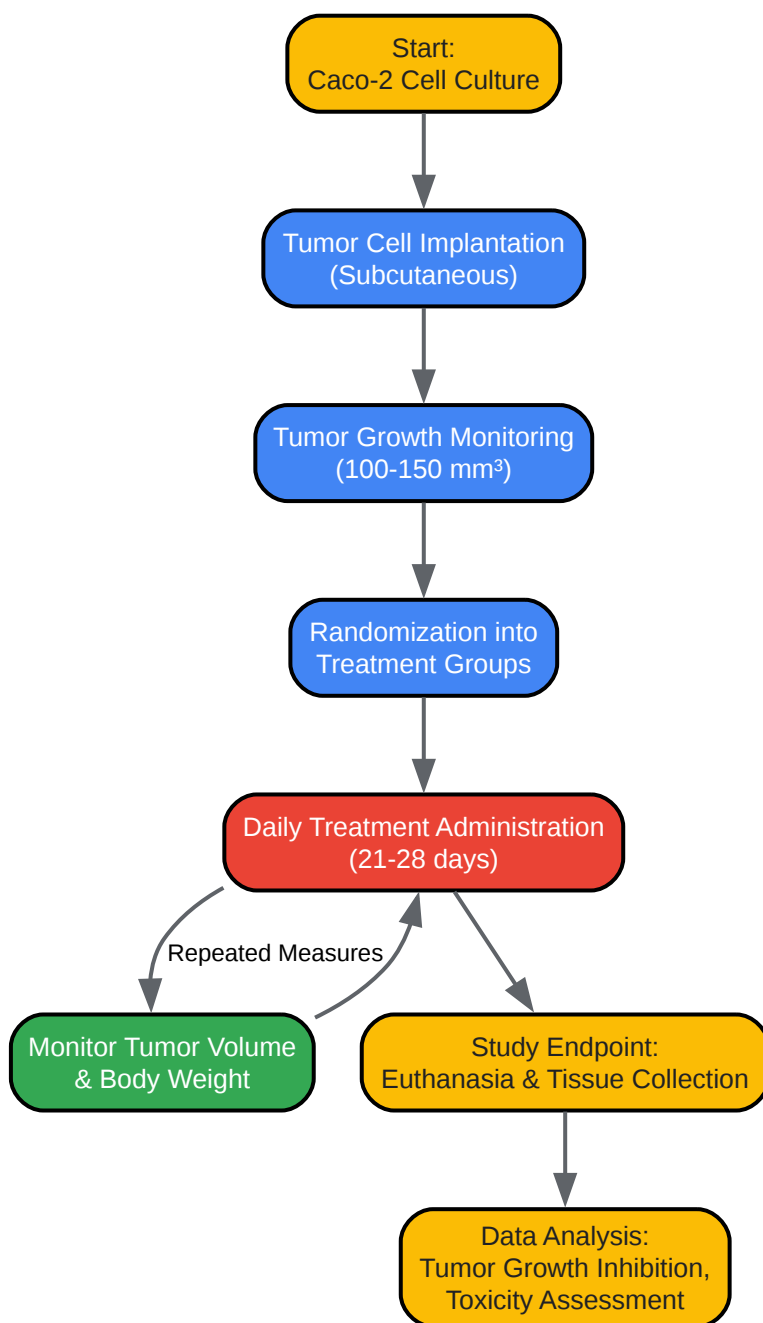 Start:
Caco-2 Cell Culture
Tumor Cell Implantation
(Subcutaneous)
Tumor Growth Monitoring
(100-150 mm³)
Randomization into
Treatment Groups
Daily Treatment Administration
(21-28 days)
Repeated Measures
Monitor Tumor Volume
& Body Weight
Study Endpoint:
Euthanasia & Tissue Collection
Data Analysis:
Tumor Growth Inhibition,
Toxicity Assessment